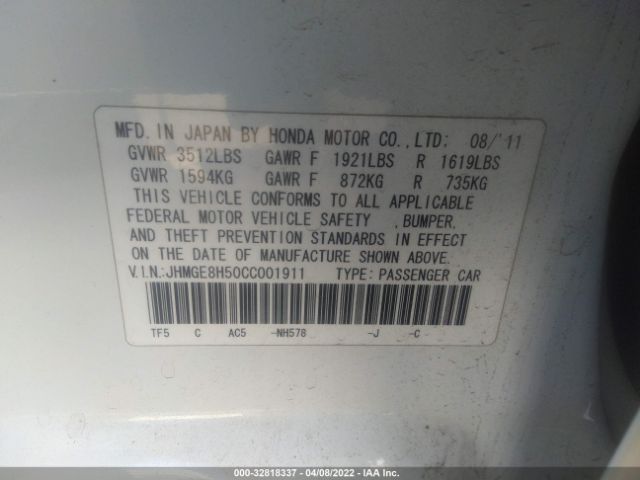 MFD. IN JAPAN BY HONDA MOTOR CO.,LTD: 08/'11
GVWR 3512LBS GAWR F 1921LBS R 1619LBS
GVWR 1594KG GAWR F 872KG R 735KG
THIS VEHICLE CONFORMS TO ALL APPLICABLE
FEDERAL MOTOR VEHICLE SAFETY ,BUMPER,
AND THEFT PREVENTION STANDARDS IN EFFECT
ON THE DATE OF MANUFACTURE SHOWN ABOVE.
V.I.N.:JHMGE8H50CC001911 TYPE: PASSENGER CAR
TF5 C AC5 -NH578 -J -C
000-32818337 - 04/08/2022 - IAA Inc.